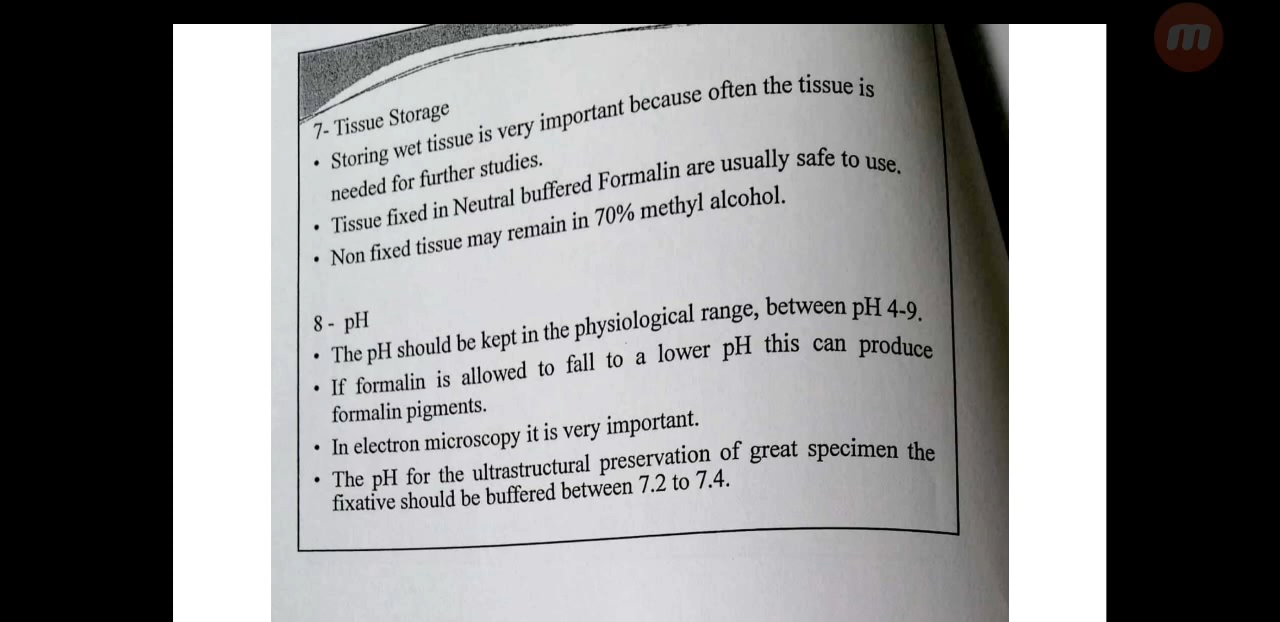 7- Tissue Storage
• Storing wet tissue is very important because often the tissue is
needed for further studies.
• Tissue fixed in Neutral buffered Formalin are usually safe to use.
• Non fixed tissue may remain in 70% methyl alcohol.
8 - pH
• The pH should be kept in the physiological range, between pH 4-9.
• If formalin is allowed to fall to a lower pH this can produce
formalin pigments.
• In electron microscopy it is very important.
• The pH for the ultrastructural preservation of great specimen the
fixative should be buffered between 7.2 to 7.4.